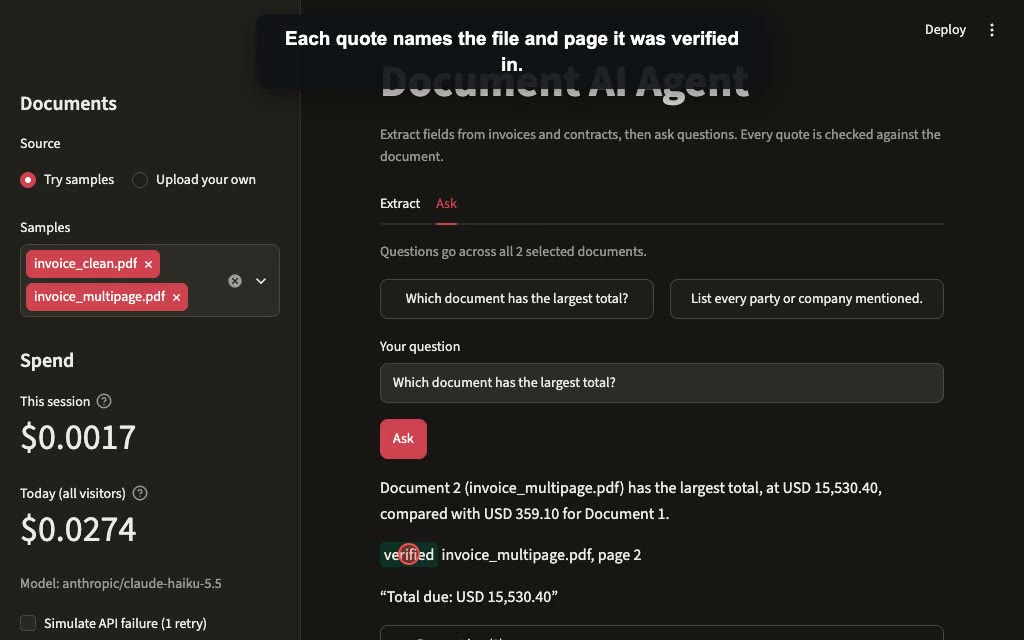 Each quote names the file and page it was verified
in.
Deploy
Documents
Source
Try samples
Upload your own
Samples
invoice_clean.pdf ×
invoice_multipage.pdf ×
Spend
This session
$0.0017
Today (all visitors)
$0.0274
Model: anthropic/claude-haiku-5.5
Simulate API failure (1 retry)
Document AI Agent
Extract fields from invoices and contracts, then ask questions. Every quote is checked against the
document.
Extract
Ask
Questions go across all 2 selected documents.
Which document has the largest total?
List every party or company mentioned.
Your question
Which document has the largest total?
Ask
Document 2 (invoice_multipage.pdf) has the largest total, at USD 15,530.40,
compared with USD 359.10 for Document 1.
verified invoice_multipage.pdf, page 2
“Total due: USD 15,530.40”